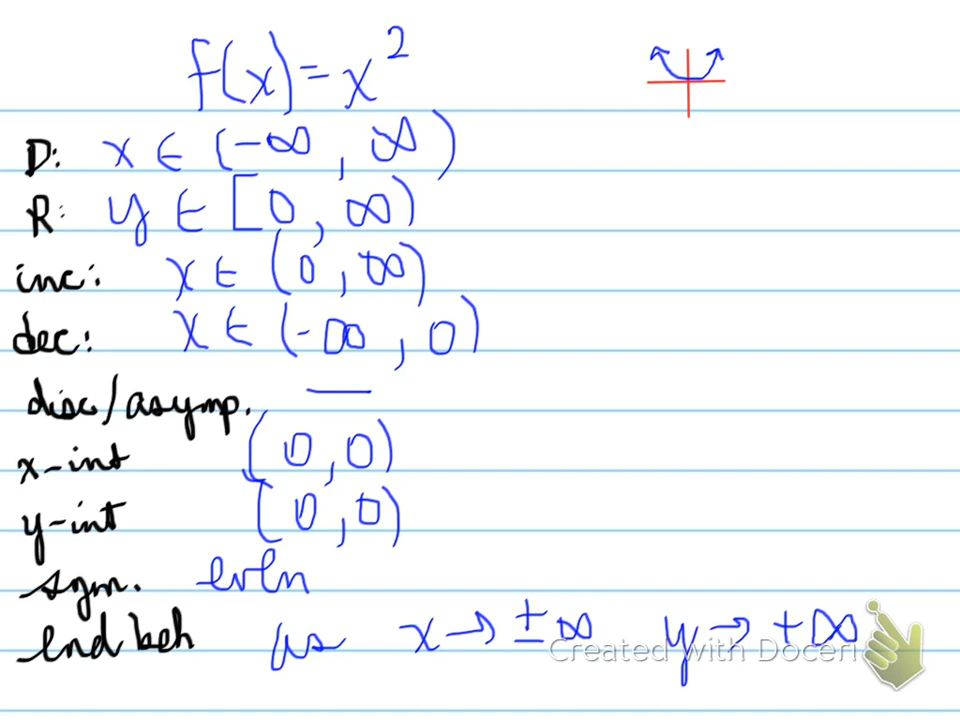 f(x) = x²
D: x ∈ (-∞, ∞)
R: y ∈ [0, ∞)
inc: x ∈ (0, ∞)
dec: x ∈ (-∞, 0)
disc/asymp. —
x-int (0,0)
y-int (0,0)
sym. even
end beh as x → ±∞ y → +∞
Created with Doceri